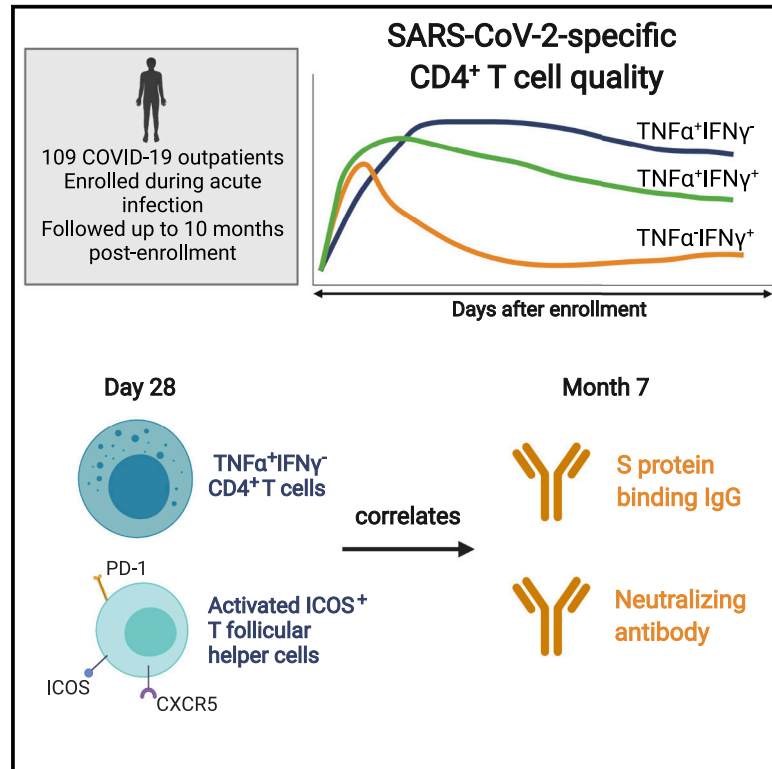 109 COVID-19 outpatients
Enrolled during acute
infection
Followed up to 10 months
post-enrollment
SARS-CoV-2-specific
CD4⁺ T cell quality
TNFα⁺IFNγ⁻
TNFα⁺IFNγ⁺
TNFα⁻IFNγ⁺
Days after enrollment
Day 28
TNFα⁺IFNγ⁻
CD4⁺ T cells
PD-1
ICOS
CXCR5
Activated ICOS⁺
T follicular
helper cells
correlates
Month 7
S protein
binding IgG
Neutralizing
antibody